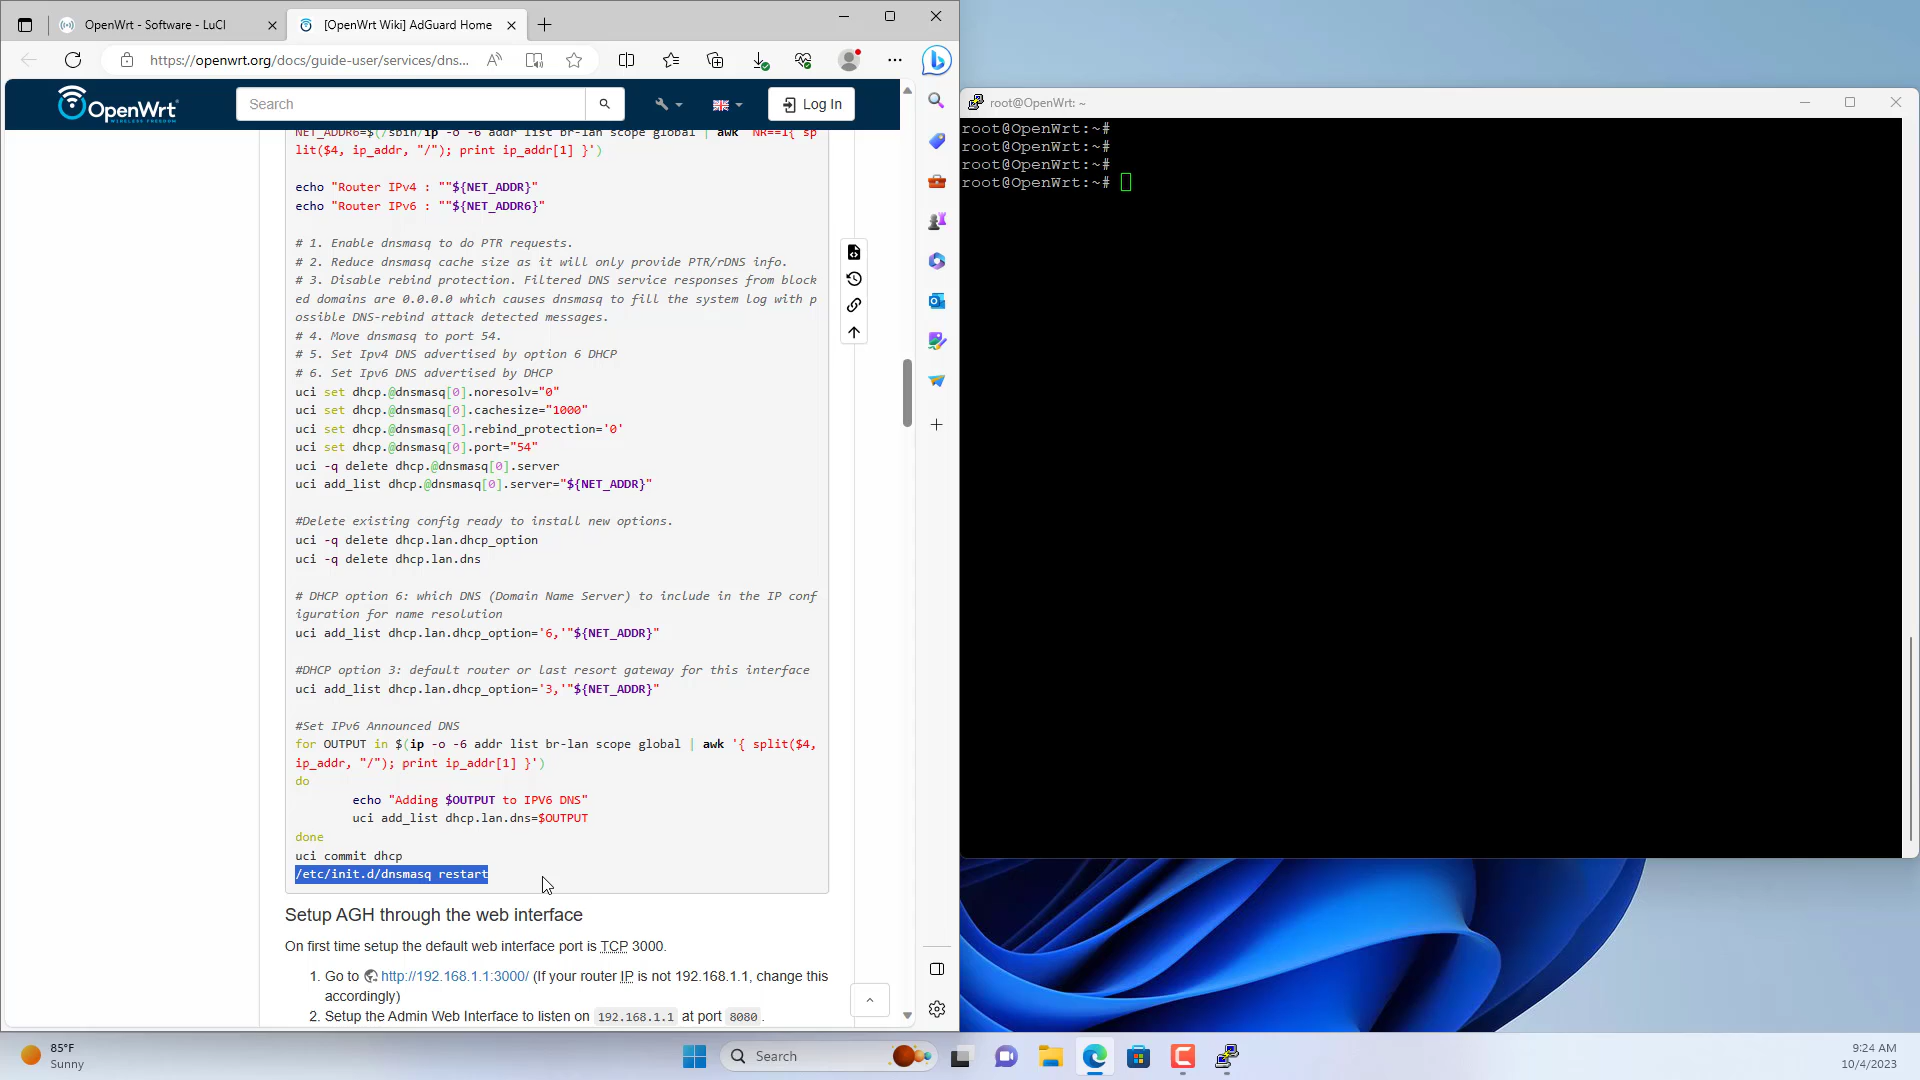 OpenWrt - Software - LuCI
[OpenWrt Wiki] AdGuard Home
https://openwrt.org/docs/guide-user/services/dns...
OpenWrt
WIRELESS FREEDOM
Search
Log In
NET_ADDR6=$(/sbin/ip -o -6 addr list br-lan scope global | awk 'NR==1{ sp
lit($4, ip_addr, "/"); print ip_addr[1] }')
echo "Router IPv4 : ""${NET_ADDR}"
echo "Router IPv6 : ""${NET_ADDR6}"
# 1. Enable dnsmasq to do PTR requests.
# 2. Reduce dnsmasq cache size as it will only provide PTR/rDNS info.
# 3. Disable rebind protection. Filtered DNS service responses from block
ed domains are 0.0.0.0 which causes dnsmasq to fill the system log with p
ossible DNS-rebind attack detected messages.
# 4. Move dnsmasq to port 54.
# 5. Set Ipv4 DNS advertised by option 6 DHCP
# 6. Set Ipv6 DNS advertised by DHCP
uci set dhcp.@dnsmasq[0].noresolv="0"
uci set dhcp.@dnsmasq[0].cachesize="1000"
uci set dhcp.@dnsmasq[0].rebind_protection='0'
uci set dhcp.@dnsmasq[0].port="54"
uci -q delete dhcp.@dnsmasq[0].server
uci add_list dhcp.@dnsmasq[0].server="${NET_ADDR}"
#Delete existing config ready to install new options.
uci -q delete dhcp.lan.dhcp_option
uci -q delete dhcp.lan.dns
# DHCP option 6: which DNS (Domain Name Server) to include in the IP conf
iguration for name resolution
uci add_list dhcp.lan.dhcp_option='6,'"${NET_ADDR}"
#DHCP option 3: default router or last resort gateway for this interface
uci add_list dhcp.lan.dhcp_option='3,'"${NET_ADDR}"
#Set IPv6 Announced DNS
for OUTPUT in $(ip -o -6 addr list br-lan scope global | awk '{ split($4,
ip_addr, "/"); print ip_addr[1] }')
do
echo "Adding $OUTPUT to IPV6 DNS"
uci add_list dhcp.lan.dns=$OUTPUT
done
uci commit dhcp
/etc/init.d/dnsmasq restart
Setup AGH through the web interface
On first time setup the default web interface port is TCP 3000.
1. Go to http://192.168.1.1:3000/ (If your router IP is not 192.168.1.1, change this
accordingly)
2. Setup the Admin Web Interface to listen on 192.168.1.1 at port 8080 .
root@OpenWrt: ~
root@OpenWrt:~#
root@OpenWrt:~#
root@OpenWrt:~#
root@OpenWrt:~#
85°F
Sunny
Search
9:24 AM
10/4/2023